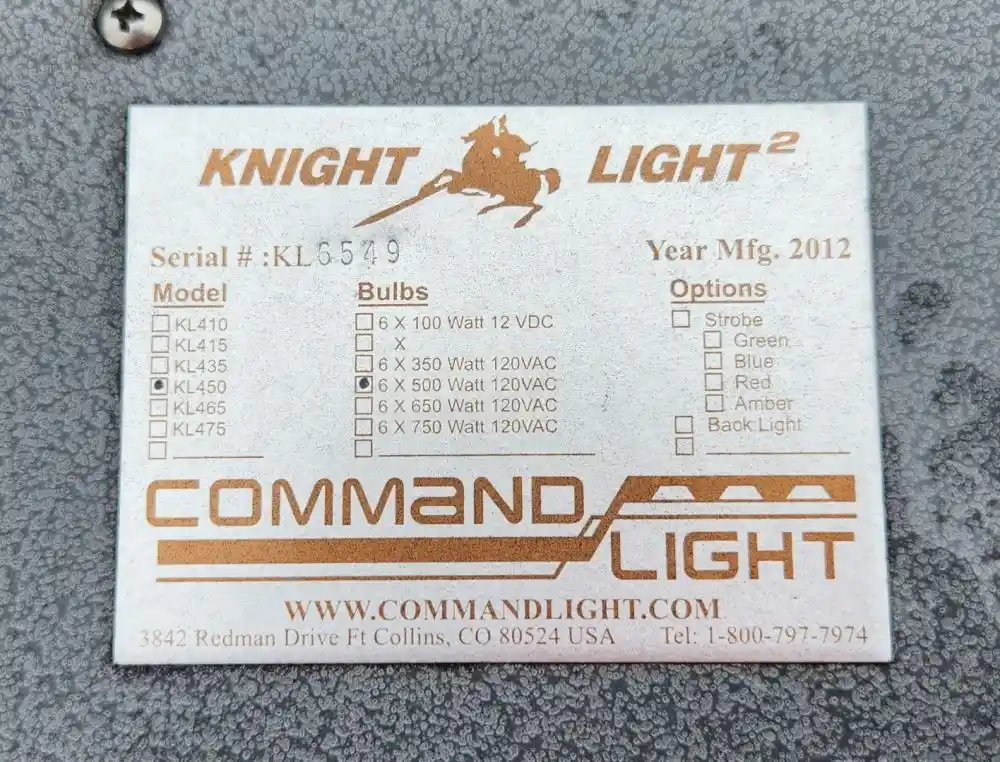 KNIGHT LIGHT²
Serial # :KL6549 Year Mfg. 2012
Model Bulbs Options
KL410 6 X 100 Watt 12 VDC Strobe
KL415 X Green
KL435 6 X 350 Watt 120VAC Blue
KL450 6 X 500 Watt 120VAC Red
KL465 6 X 650 Watt 120VAC Amber
KL475 6 X 750 Watt 120VAC Back Light
COMMaND
LIGHT
WWW.COMMANDLIGHT.COM
3842 Redman Drive Ft Collins, CO 80524 USA Tel: 1-800-797-7974